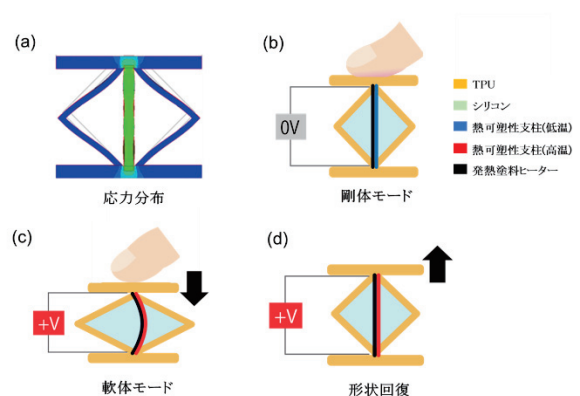 (a)
応力分布
(b)
0V
剛体モード
TPU
シリコン
熱可塑性支柱(低温)
熱可塑性支柱(高温)
発熱塗料ヒーター
(c)
+V
軟体モード
(d)
+V
形状回復